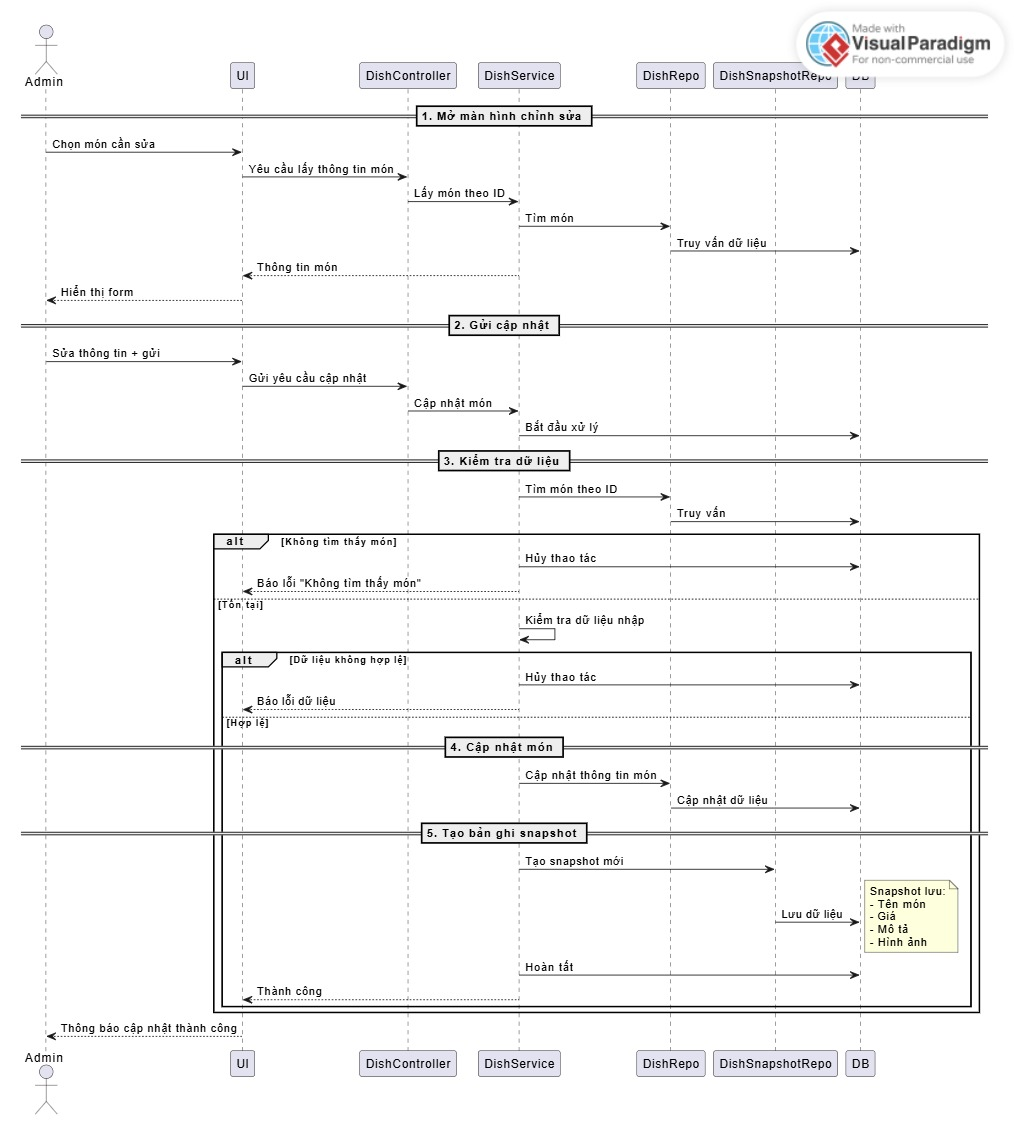 Made with
VisualParadigm
For non-commercial use
Admin
UI
DishController
DishService
DishRepo
DishSnapshotRepo
DB
1. Mở màn hình chỉnh sửa
Chọn món cần sửa
Yêu cầu lấy thông tin món
Lấy món theo ID
Tìm món
Truy vấn dữ liệu
Thông tin món
Hiển thị form
2. Gửi cập nhật
Sửa thông tin + gửi
Gửi yêu cầu cập nhật
Cập nhật món
Bắt đầu xử lý
3. Kiểm tra dữ liệu
Tìm món theo ID
Truy vấn
alt [Không tìm thấy món]
Hủy thao tác
Báo lỗi "Không tìm thấy món"
[Tồn tại]
Kiểm tra dữ liệu nhập
alt [Dữ liệu không hợp lệ]
Hủy thao tác
Báo lỗi dữ liệu
[Hợp lệ]
4. Cập nhật món
Cập nhật thông tin món
Cập nhật dữ liệu
5. Tạo bản ghi snapshot
Tạo snapshot mới
Snapshot lưu:
- Tên món
- Giá
- Mô tả
- Hình ảnh
Lưu dữ liệu
Hoàn tất
Thành công
Thông báo cập nhật thành công
Admin
UI
DishController
DishService
DishRepo
DishSnapshotRepo
DB